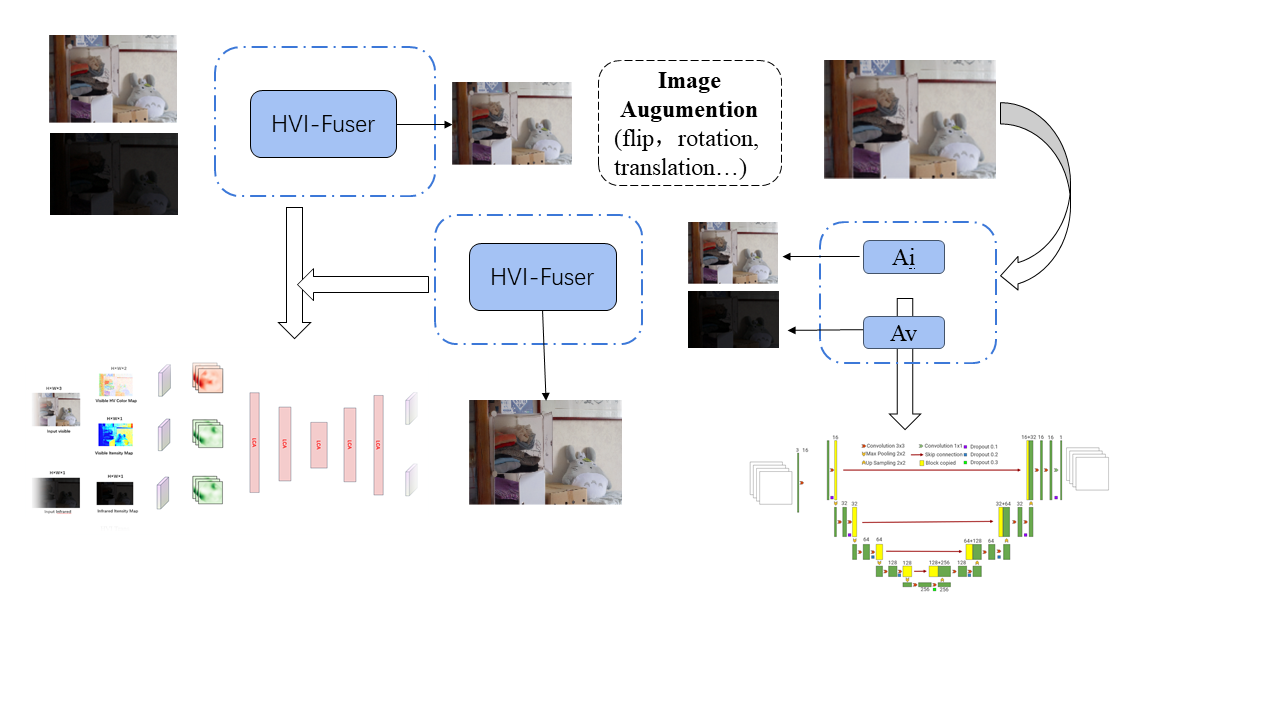 HVI-Fuser
Image
Augumention
(flip，rotation,
translation…)
HVI-Fuser
Ai
Av
H×W×3
Input visible
H×W×2
Visible HV Color Map
H×W×1
Visible Itensity Map
H×W×1
Input Infrared
H×W×1
Infrared Itensity Map
LCA
LCA
LCA
LCA
LCA
Convolution 3x3
Convolution 1x1
Dropout 0.1
Max Pooling 2x2
Skip connection
Dropout 0.2
Up Sampling 2x2
Block copied
Dropout 0.3
3 16
16
16+32 16 16 1
32 32
32+64 32
64 64
64+128 64
128 128
128+256 128
256 256